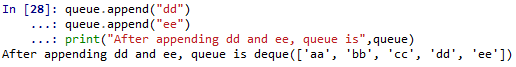 In [28]: queue.append("dd")
...: queue.append("ee")
...: print("After appending dd and ee, queue is",queue)
After appending dd and ee, queue is deque(['aa', 'bb', 'cc', 'dd', 'ee'])